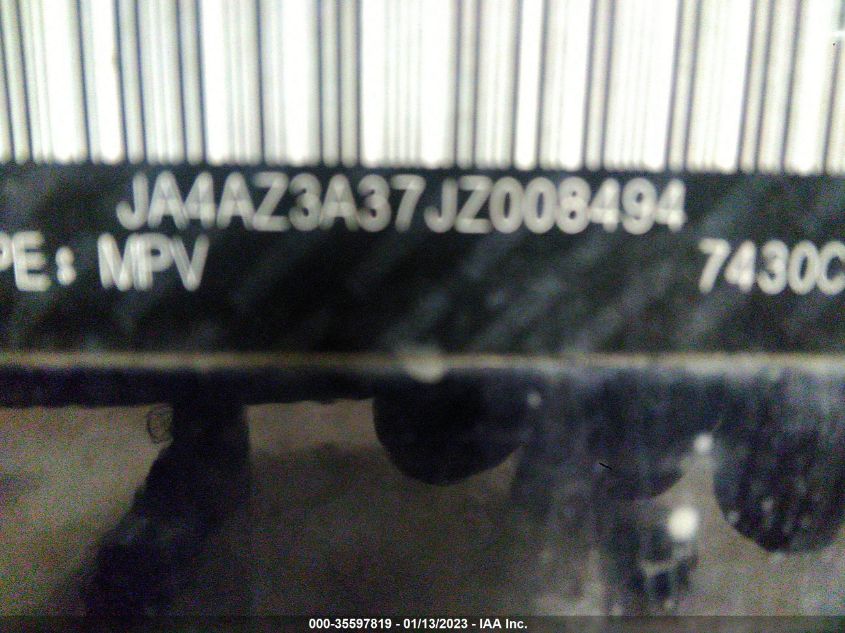 JA4AZ3A37JZ008494
PE: MPV 7430C
000-35597819 - 01/13/2023 - IAA Inc.